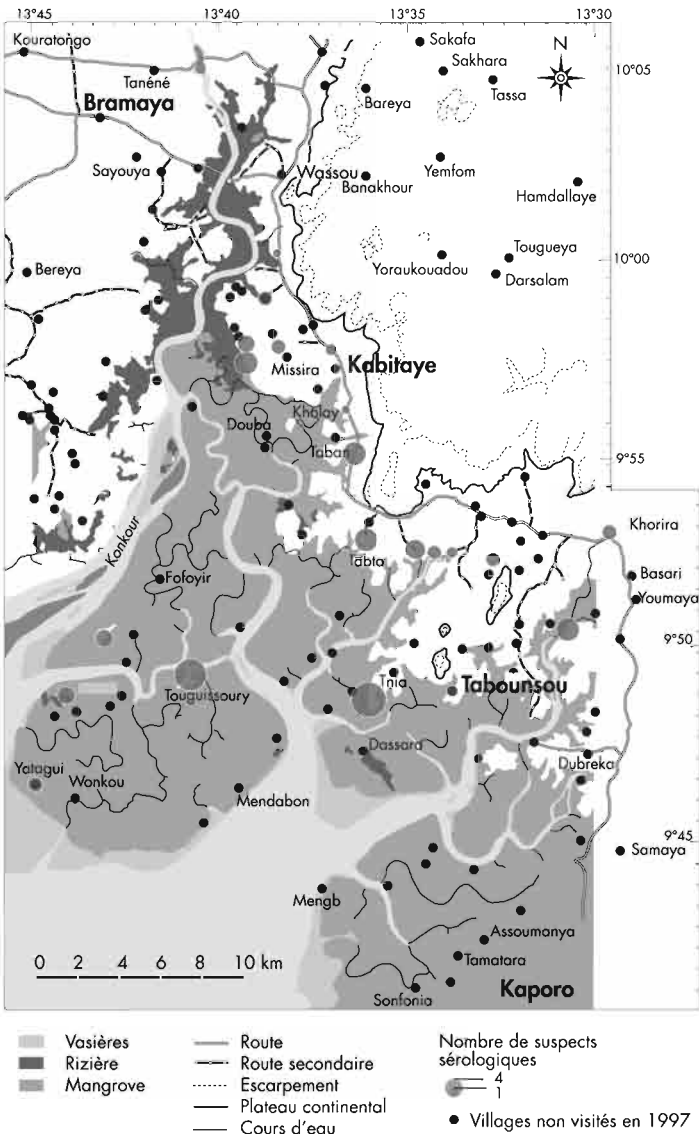 13°45 13°40 13°35 13°30
Kouratongo
Sakafa
N
Sakhara
10°05
Tanéné
Tassa
Bramaya
Bareya
Sayouya
Wassou
Yemfom
Banakhour
Hamdallaye
Tougueya
10°00
Bereya
Yoraukouadou
Darsalam
Missira
Kabitaye
Kholay
Douba
Taban
9°55
Konkour
Khorira
Tabta
Fofoyir
Basari
Youmaya
9°50
Touguissoury
Tnia
Tabounsou
Dassara
Yatagui
Wonkou
Dubreka
Mendabon
9°45
Samaya
Mengb
Assoumanya
Tamatara
0 2 4 6 8 10 km
Sonfonia
Kaporo
Vasières
Rizière
Mangrove
Route
Route secondaire
Escarpement
Plateau continental
Cours d'eau
Nombre de suspects
sérologiques
4
1
Villages non visités en 1997